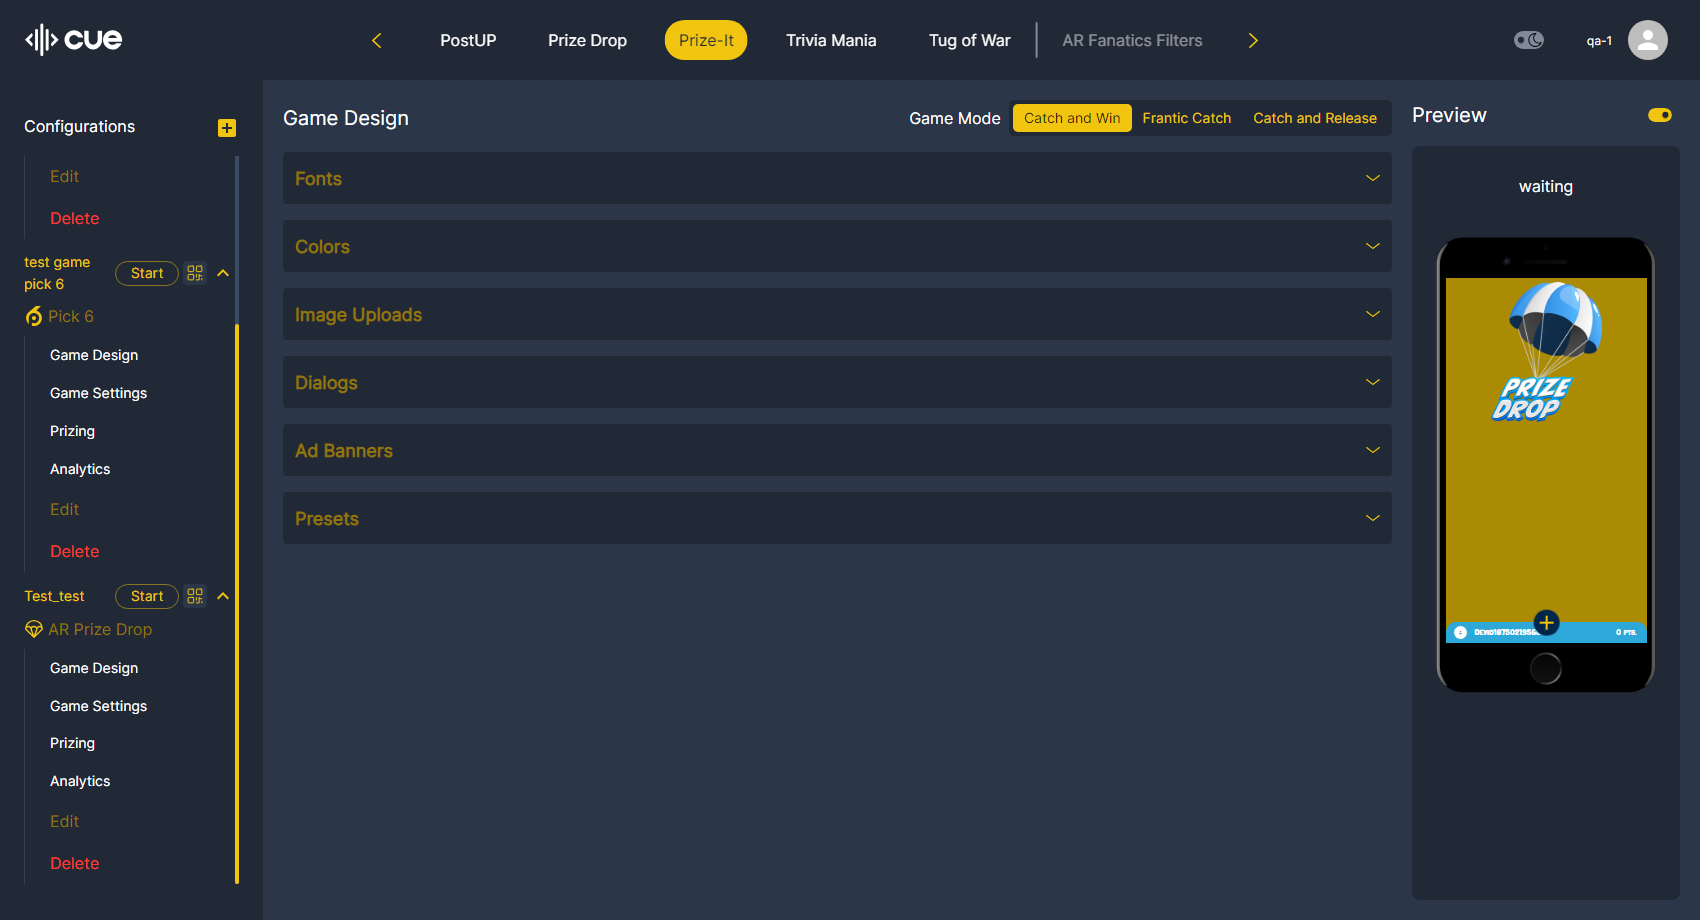 cue
PostUP
Prize Drop
Prize-It
Trivia Mania
Tug of War
AR Fanatics Filters
qa-1
Configurations
Edit
Delete
test game
pick 6
Start
Pick 6
Game Design
Game Settings
Prizing
Analytics
Edit
Delete
Test_test
Start
AR Prize Drop
Game Design
Game Settings
Prizing
Analytics
Edit
Delete
Game Design
Game Mode
Catch and Win
Frantic Catch
Catch and Release
Fonts
Colors
Image Uploads
Dialogs
Ad Banners
Presets
Preview
waiting
PRIZE
DROP
0 PTS.